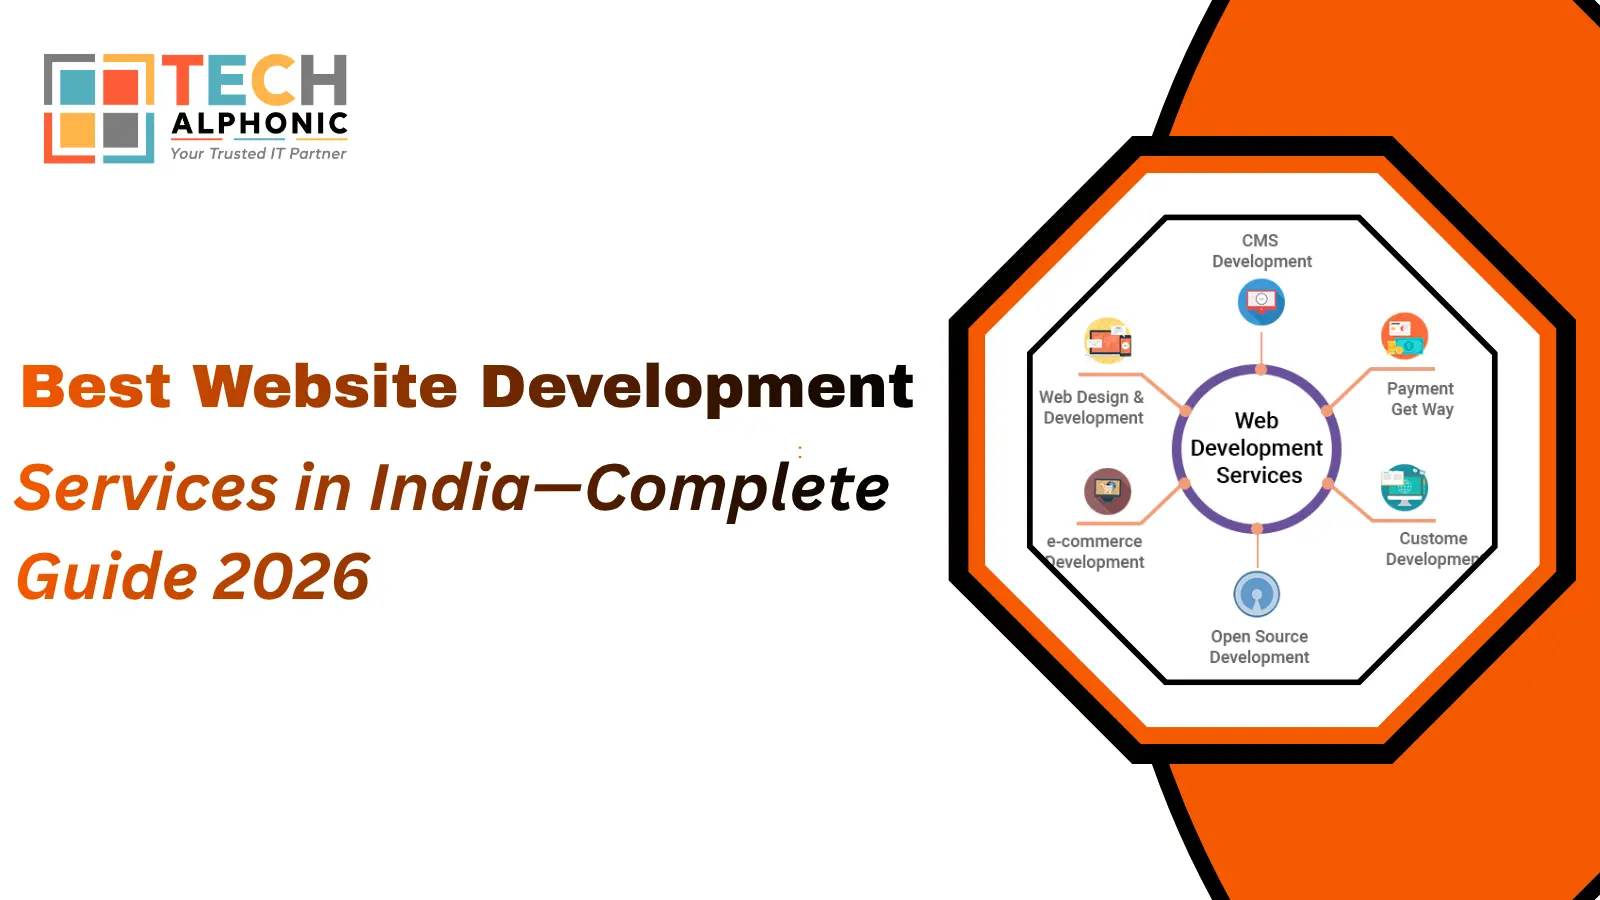 TECH
ALPHONIC
Your Trusted IT Partner
Best Website Development
:
Services in India—Complete
Guide 2026
CMS
Development
Web Design &
Development
Payment
Get Way
Web
Development
Services
e-commerce
Development
Custome
Developmen
Open Source
Development